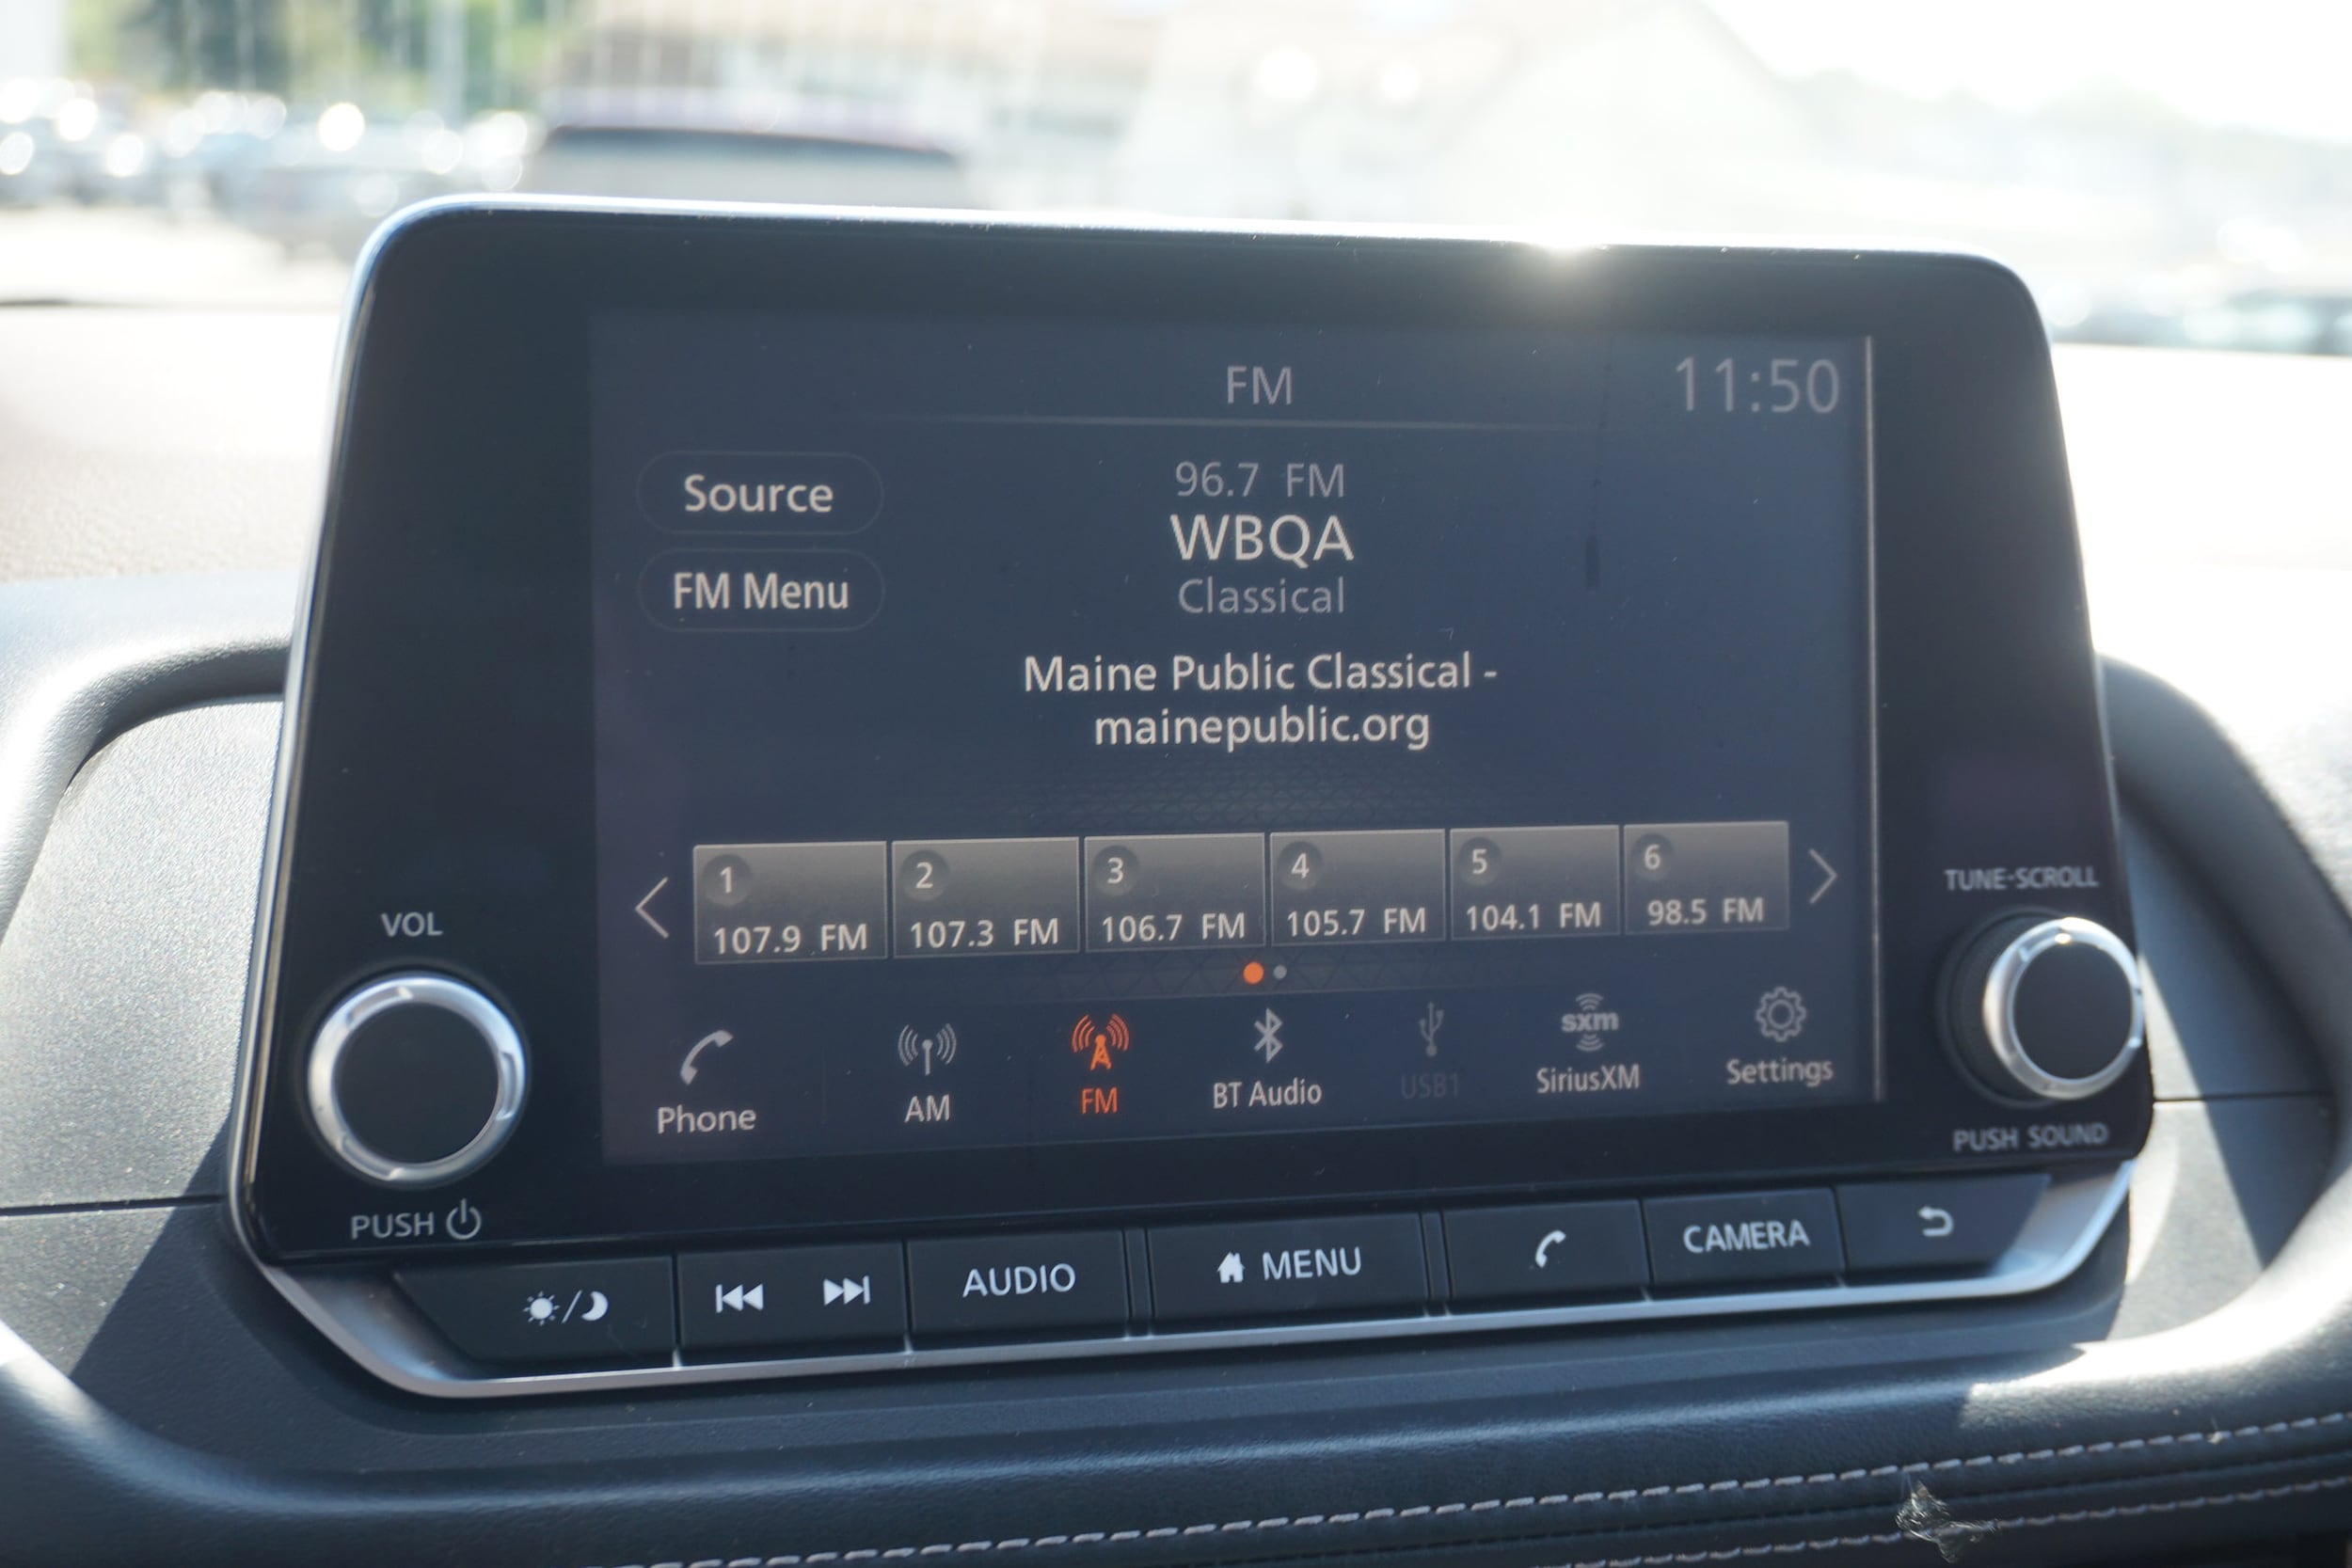 FM
11:50
Source
FM Menu
96.7 FM
WBQA
Classical
Maine Public Classical -
mainepublic.org
1
107.9 FM
2
107.3 FM
3
106.7 FM
4
105.7 FM
5
104.1 FM
6
98.5 FM
Phone
AM
FM
BT Audio
USB1
sxm
SiriusXM
Settings
VOL
PUSH
TUNE-SCROLL
PUSH SOUND
AUDIO
MENU
CAMERA